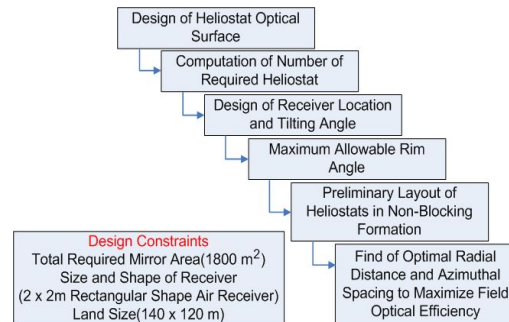 Design of Heliostat Optical
Surface
Computation of Number of
Required Heliostat
Design of Receiver Location
and Tilting Angle
Maximum Allowable Rim
Angle
Preliminary Layout of
Heliostats in Non-Blocking
Formation
Find of Optimal Radial
Distance and Azimuthal
Spacing to Maximize Field
Optical Efficiency
Design Constraints
Total Required Mirror Area(1800 m²)
Size and Shape of Receiver
(2 x 2m Rectangular Shape Air Receiver)
Land Size(140 x 120 m)